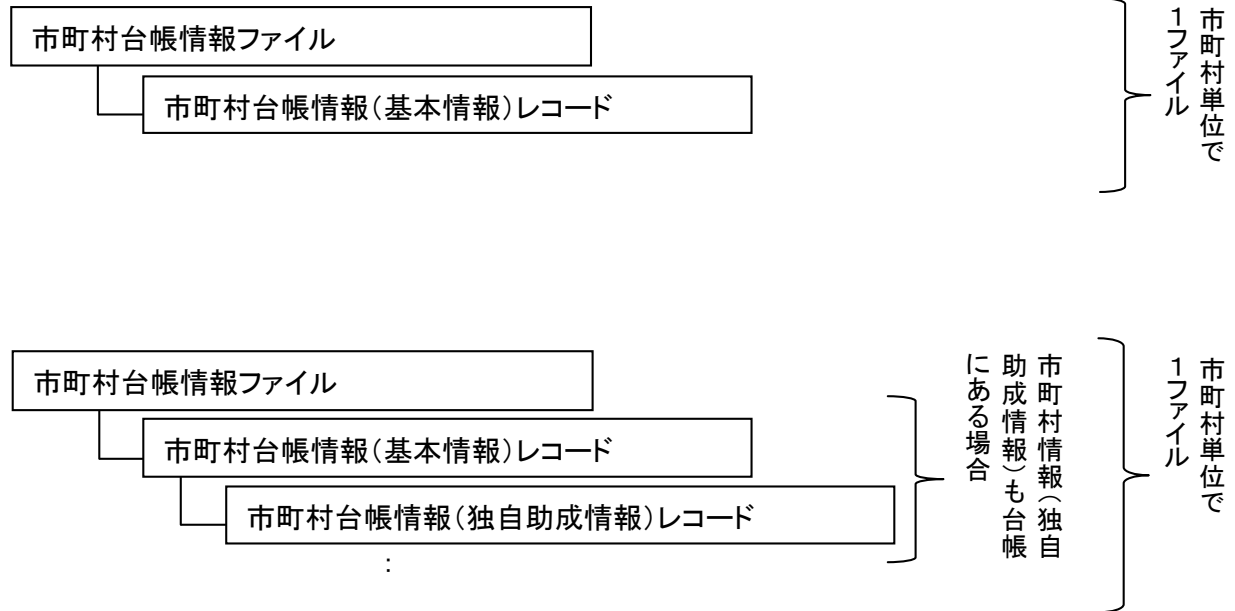 市町村台帳情報ファイル
市町村台帳情報（基本情報）レコード
市町村単位で
１ファイル
市町村台帳情報ファイル
市町村台帳情報（基本情報）レコード
市町村台帳情報（独自助成情報）レコード
：
市町村情報（独自
助成情報）も台帳
にある場合
市町村単位で
１ファイル